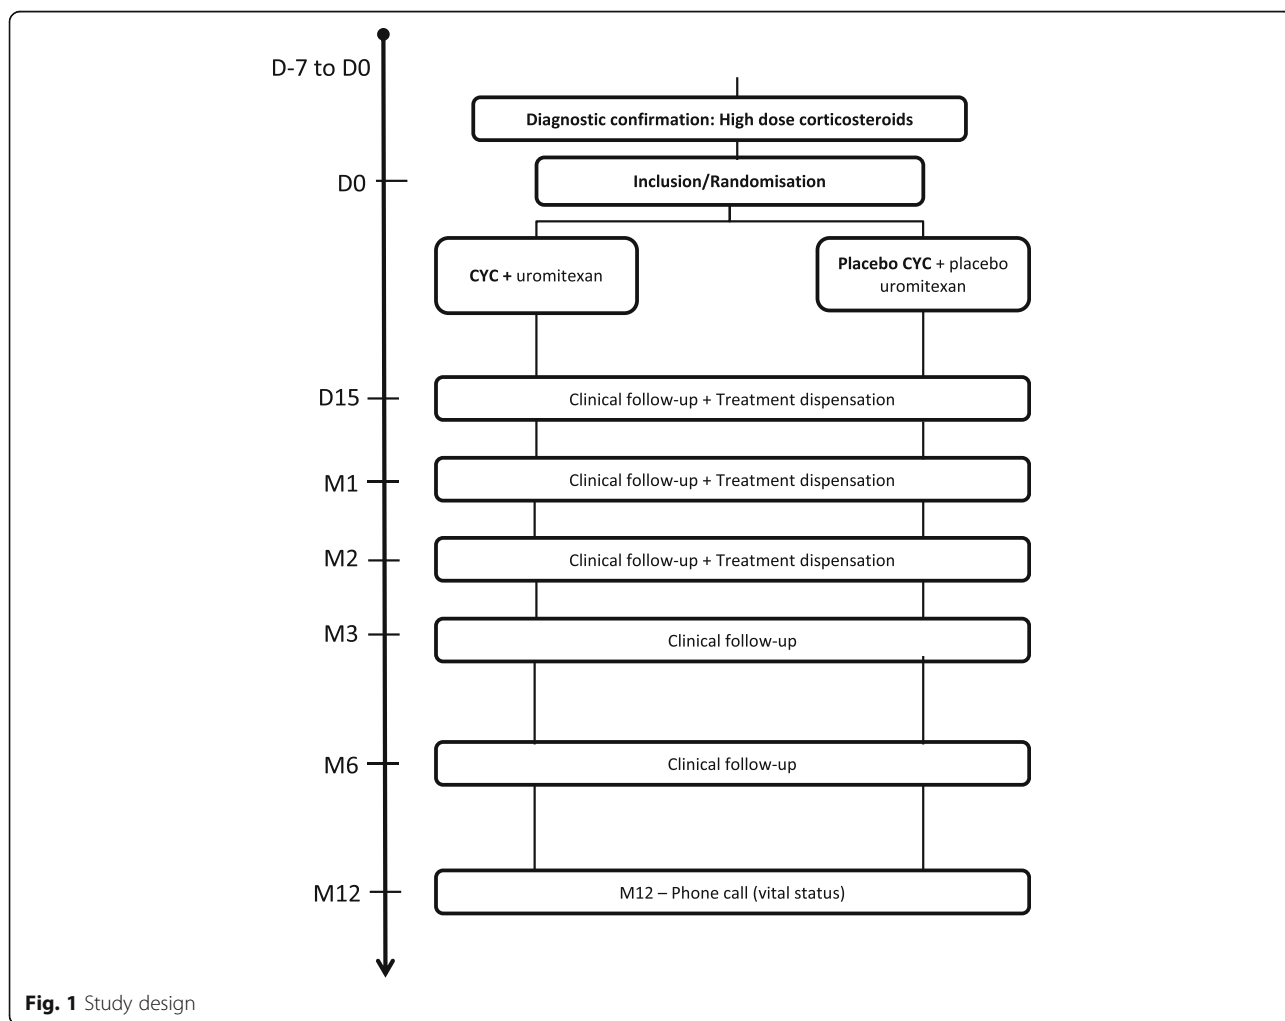 D-7 to D0
Diagnostic confirmation: High dose corticosteroids
D0
Inclusion/Randomisation
CYC + uromitexan
Placebo CYC + placebo
uromitexan
D15
Clinical follow-up + Treatment dispensation
M1
Clinical follow-up + Treatment dispensation
M2
Clinical follow-up + Treatment dispensation
M3
Clinical follow-up
M6
Clinical follow-up
M12
M12 – Phone call (vital status)
Fig. 1 Study design